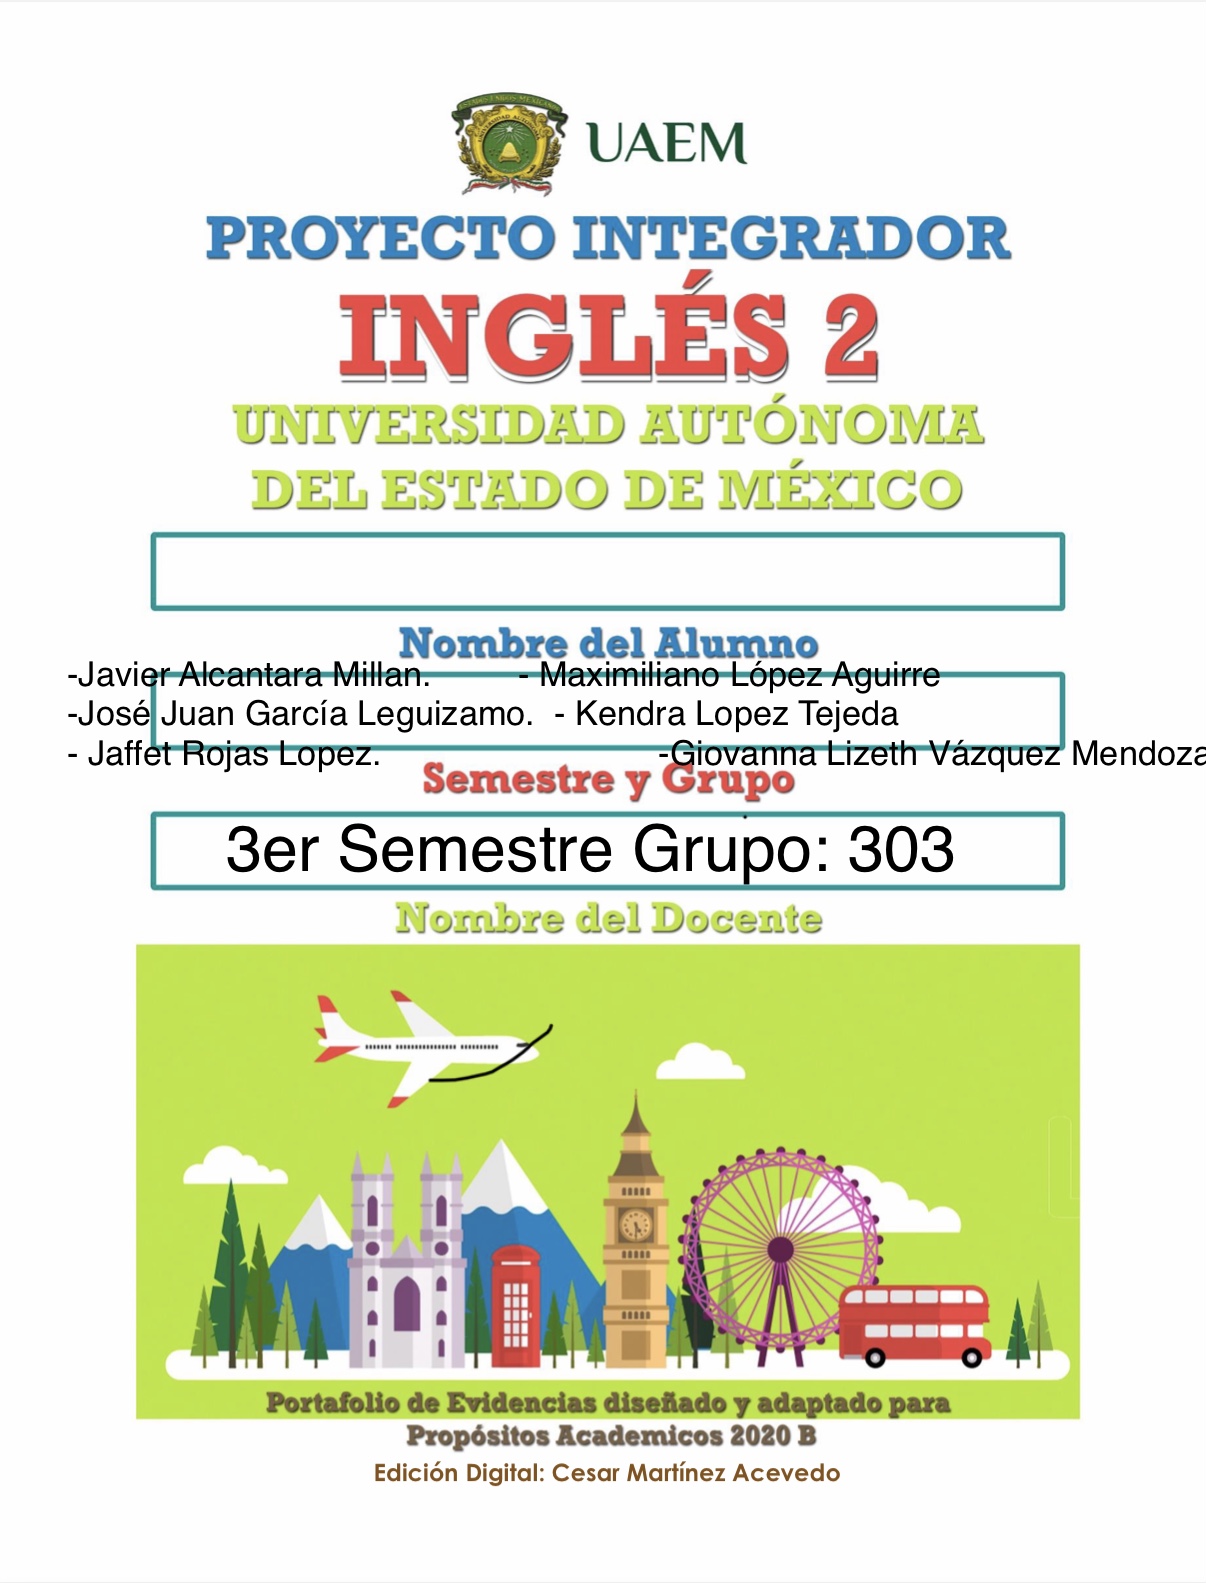 UAEM
PROYECTO INTEGRADOR
INGLÉS 2
UNIVERSIDAD AUTÓNOMA
DEL ESTADO DE MÉXICO
Nombre del Alumno
-Javier Alcantara Millan. - Maximiliano López Aguirre
-José Juan García Leguizamo. - Kendra Lopez Tejeda
- Jaffet Rojas Lopez. -Giovanna Lizeth Vázquez Mendoza
Semestre y Grupo
3er Semestre Grupo: 303
Nombre del Docente
Portafolio de Evidencias diseñado y adaptado para
Propósitos Academicos 2020 B
Edición Digital: Cesar Martínez Acevedo